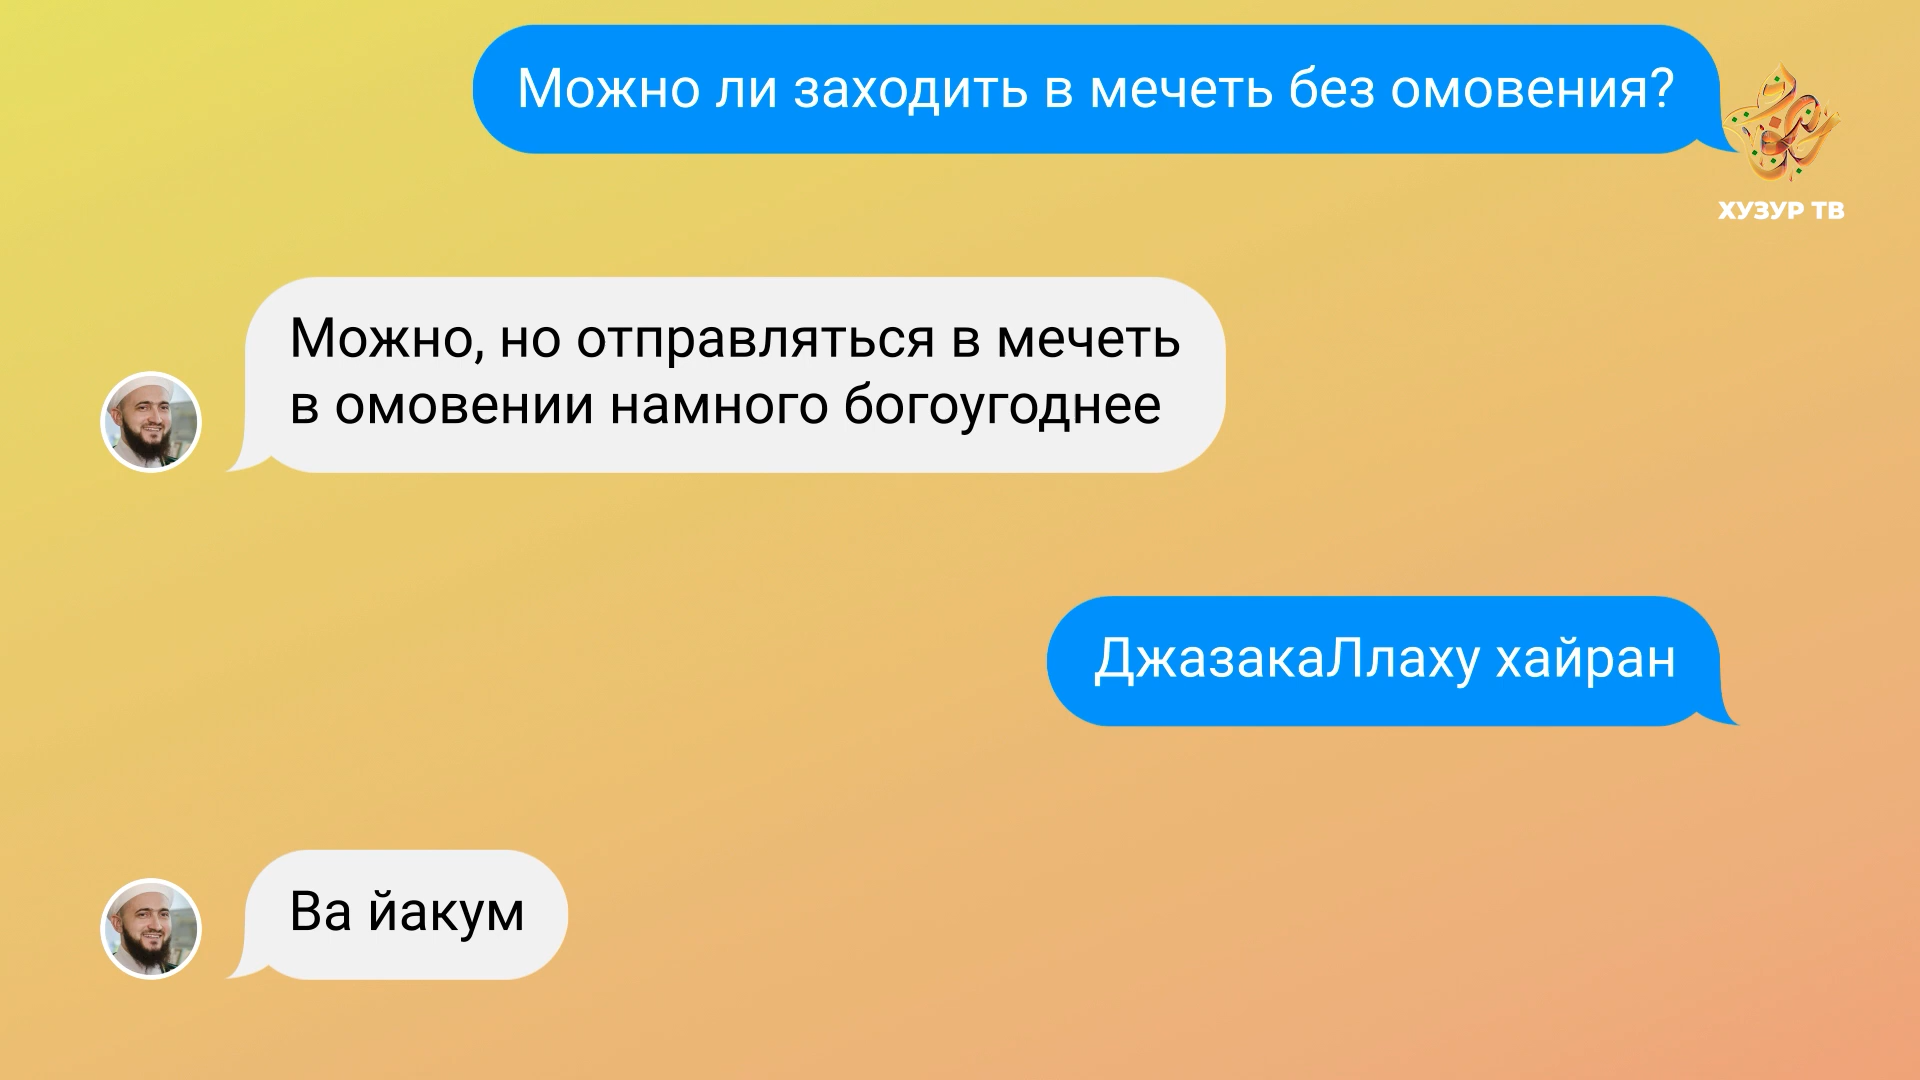 Можно ли заходить в мечеть без омовения?
ХУЗУР ТВ
Можно, но отправляться в мечеть
в омовении намного богоугоднее
ДжазакаЛлаху хайран
Ва йакум